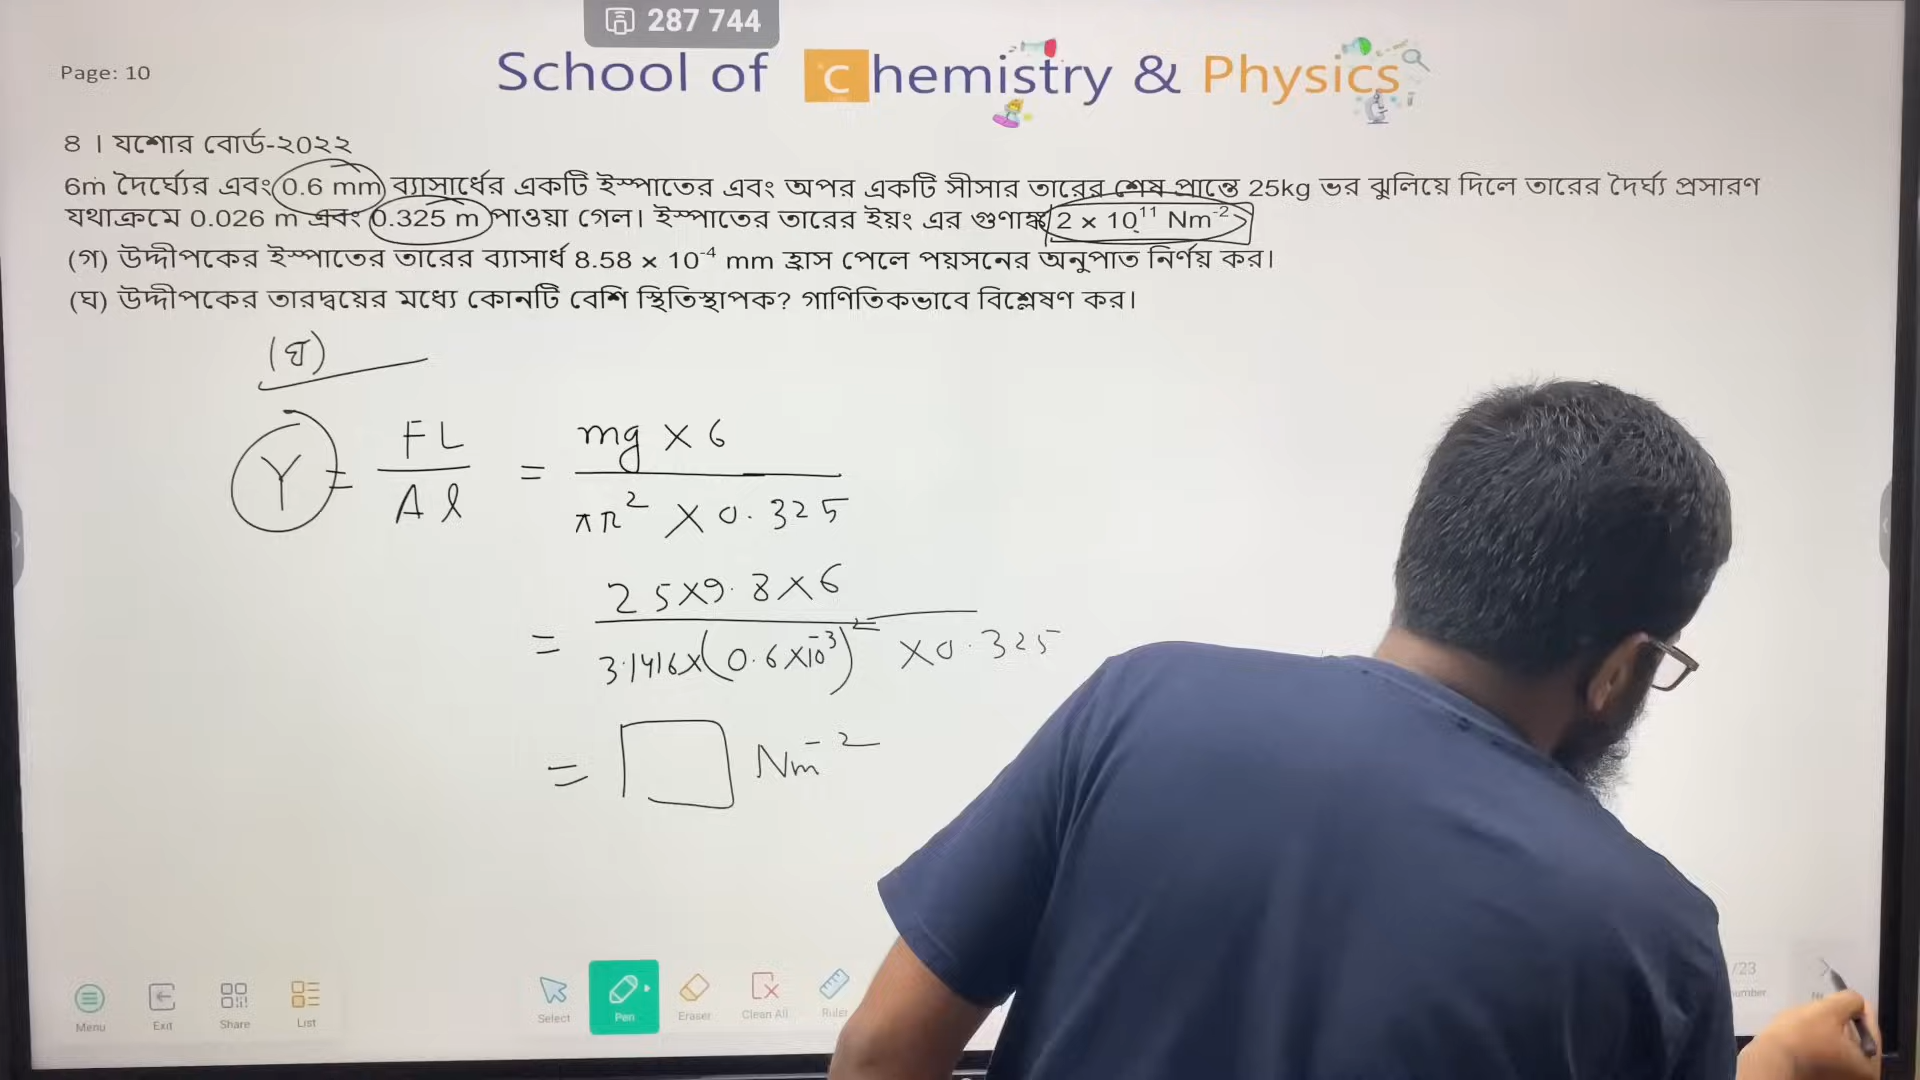 287 744
Page: 10
School of Chemistry & Physics
৪ । যশোর বোর্ড-২০২২
6m দৈর্ঘ্যের এবং 0.6 mm ব্যাসার্ধের একটি ইস্পাতের এবং অপর একটি সীসার তারের শেষ প্রান্তে 25kg ভর ঝুলিয়ে দিলে তারের দৈর্ঘ্য প্রসারণ
যথাক্রমে 0.026 m এবং 0.325 m পাওয়া গেল। ইস্পাতের তারের ইয়ং এর গুণাঙ্ক 2 × 10¹¹ Nm⁻²
(গ) উদ্দীপকের ইস্পাতের তারের ব্যাসার্ধ 8.58 × 10⁻⁴ mm হ্রাস পেলে পয়সনের অনুপাত নির্ণয় কর।
(ঘ) উদ্দীপকের তারদ্বয়ের মধ্যে কোনটি বেশি স্থিতিস্থাপক? গাণিতিকভাবে বিশ্লেষণ কর।
(ঘ)
Y = FL / Al = mg × 6 / πr² × 0.325
= 25×9.8×6 / 3.1416×(0.6×10⁻³)² ×0.325
= Nm⁻²
Menu Exit Share List Select Pen Eraser Clean All Ruler
/23